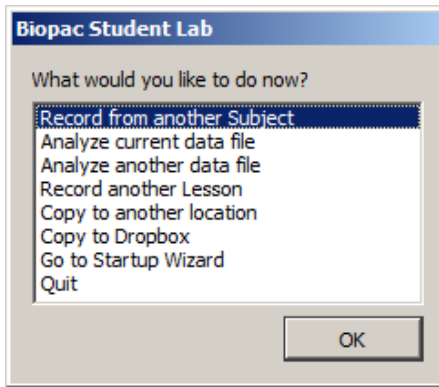 Biopac Student Lab
What would you like to do now?
Record from another Subject
Analyze current data file
Analyze another data file
Record another Lesson
Copy to another location
Copy to Dropbox
Go to Startup Wizard
Quit
OK